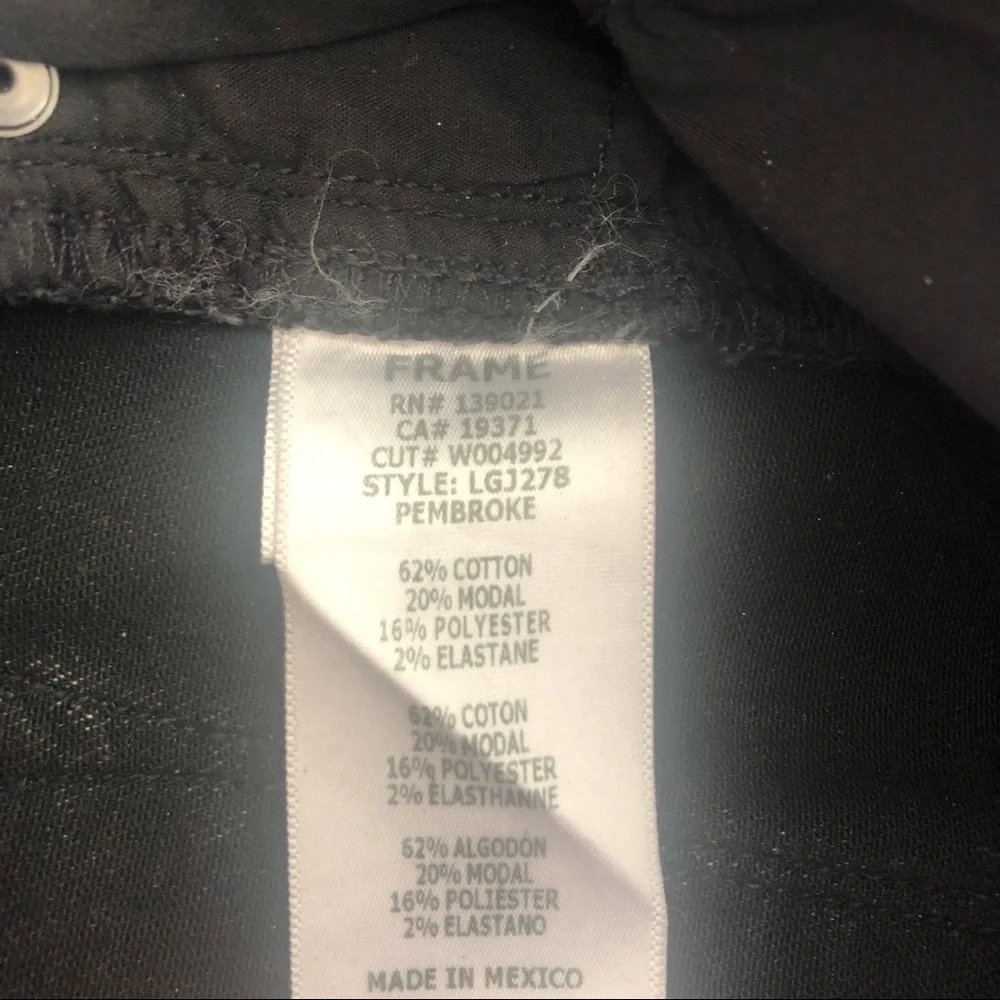 FRAME
RN# 139021
CA# 19371
CUT# W004992
STYLE: LGJ278
PEMBROKE
62% COTTON
20% MODAL
16% POLYESTER
2% ELASTANE
62% COTON
20% MODAL
16% POLYESTER
2% ELASTHANNE
62% ALGODÓN
20% MODAL
16% POLIÉSTER
2% ELASTANO
MADE IN MEXICO